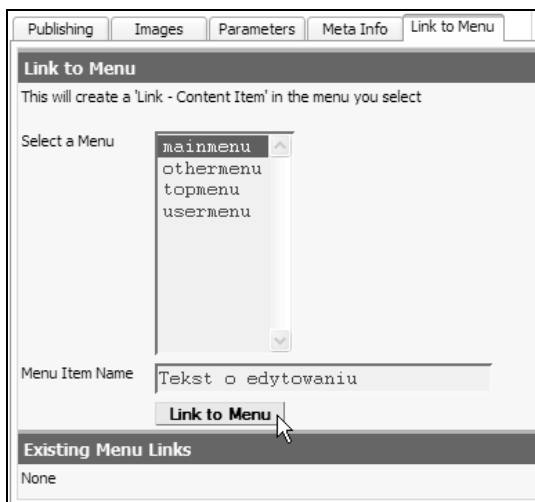 Publishing Images Parameters Meta Info Link to Menu
Link to Menu
This will create a 'Link - Content Item' in the menu you select
Select a Menu
mainmenu
othermenu
topmenu
usermenu
Menu Item Name
Tekst o edytowaniu
Link to Menu
Existing Menu Links
None